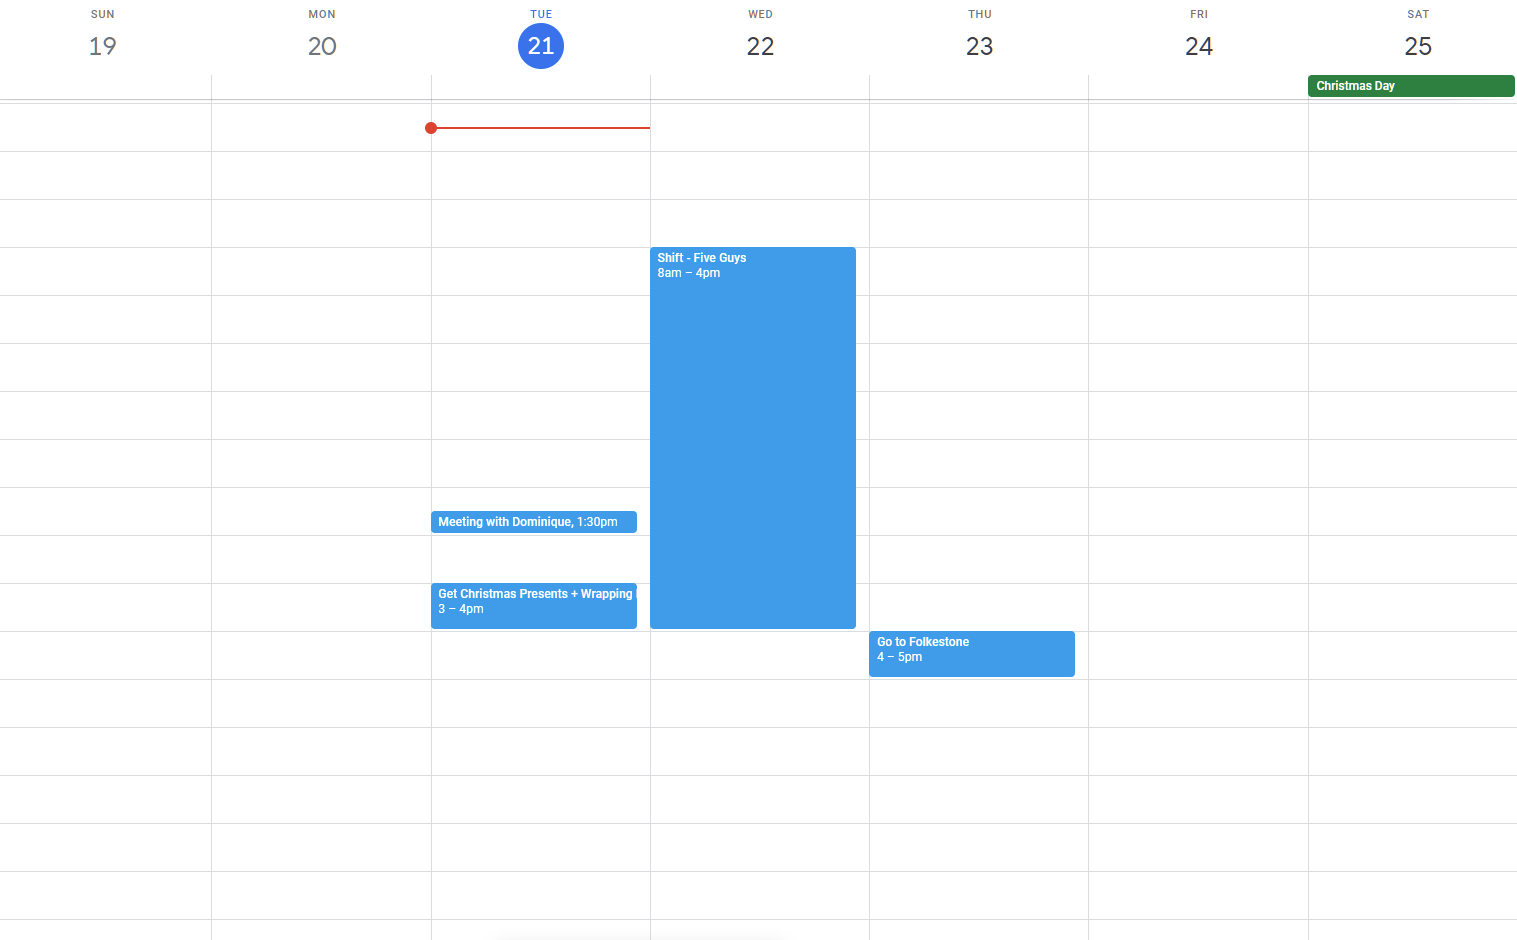 SUN MON TUE WED THU FRI SAT
19 20 21 22 23 24 25
Christmas Day
Shift - Five Guys
8am – 4pm
Meeting with Dominique, 1:30pm
Get Christmas Presents + Wrapping
3 – 4pm
Go to Folkestone
4 – 5pm